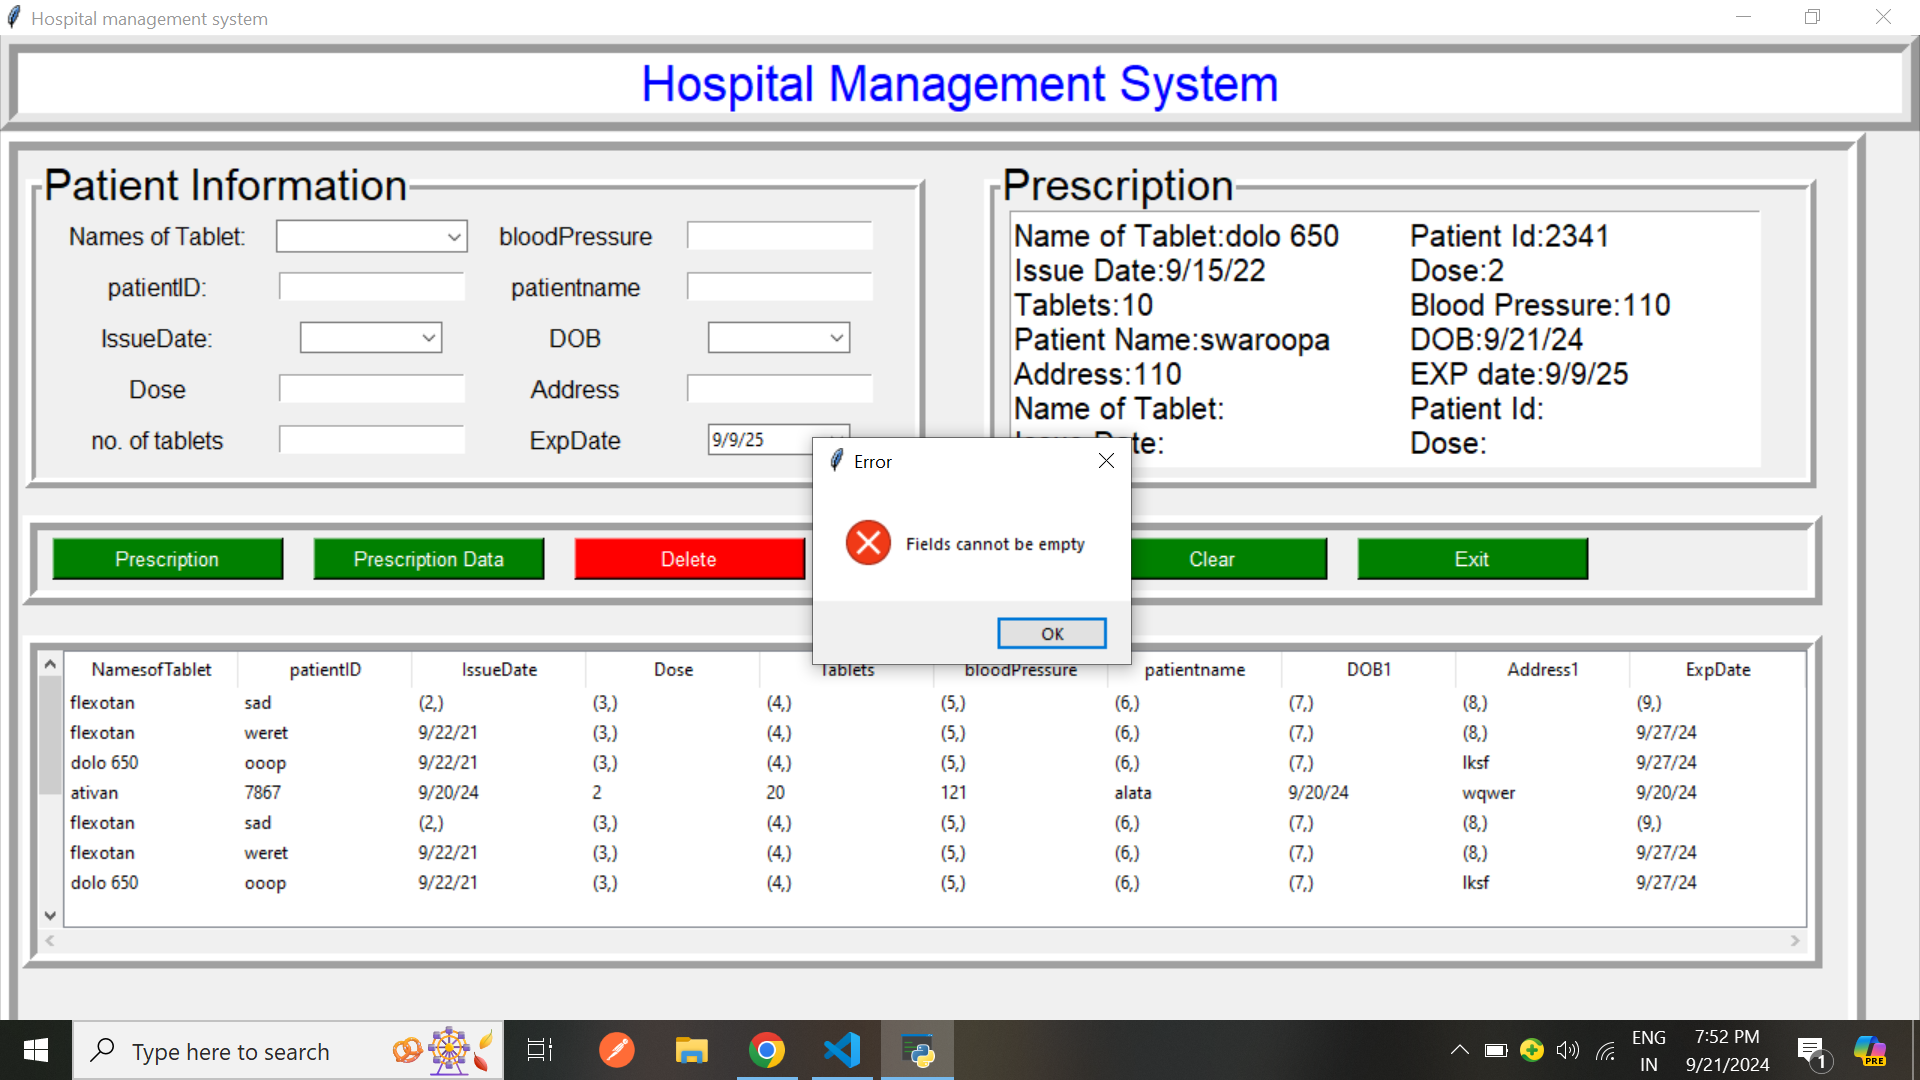 Hospital management system
Hospital Management System
Patient Information
Names of Tablet:
bloodPressure
patientID:
patientname
IssueDate:
DOB
Dose
Address
no. of tablets
ExpDate
9/9/25
Prescription
Name of Tablet:dolo 650 Patient Id:2341
Issue Date:9/15/22 Dose:2
Tablets:10 Blood Pressure:110
Patient Name:swaroopa DOB:9/21/24
Address:110 EXP date:9/9/25
Name of Tablet: Patient Id:
Issue Date: Dose:
Error
Fields cannot be empty
OK
Prescription
Prescription Data
Delete
Clear
Exit
NamesofTablet patientID IssueDate Dose Tablets bloodPressure patientname DOB1 Address1 ExpDate
flexotan sad (2,) (3,) (4,) (5,) (6,) (7,) (8,) (9,)
flexotan weret 9/22/21 (3,) (4,) (5,) (6,) (7,) (8,) 9/27/24
dolo 650 ooop 9/22/21 (3,) (4,) (5,) (6,) (7,) lksf 9/27/24
ativan 7867 9/20/24 2 20 121 alata 9/20/24 wqwer 9/20/24
flexotan sad (2,) (3,) (4,) (5,) (6,) (7,) (8,) (9,)
flexotan weret 9/22/21 (3,) (4,) (5,) (6,) (7,) (8,) 9/27/24
dolo 650 ooop 9/22/21 (3,) (4,) (5,) (6,) (7,) lksf 9/27/24
Type here to search
ENG
IN
7:52 PM
9/21/2024
1
PRE